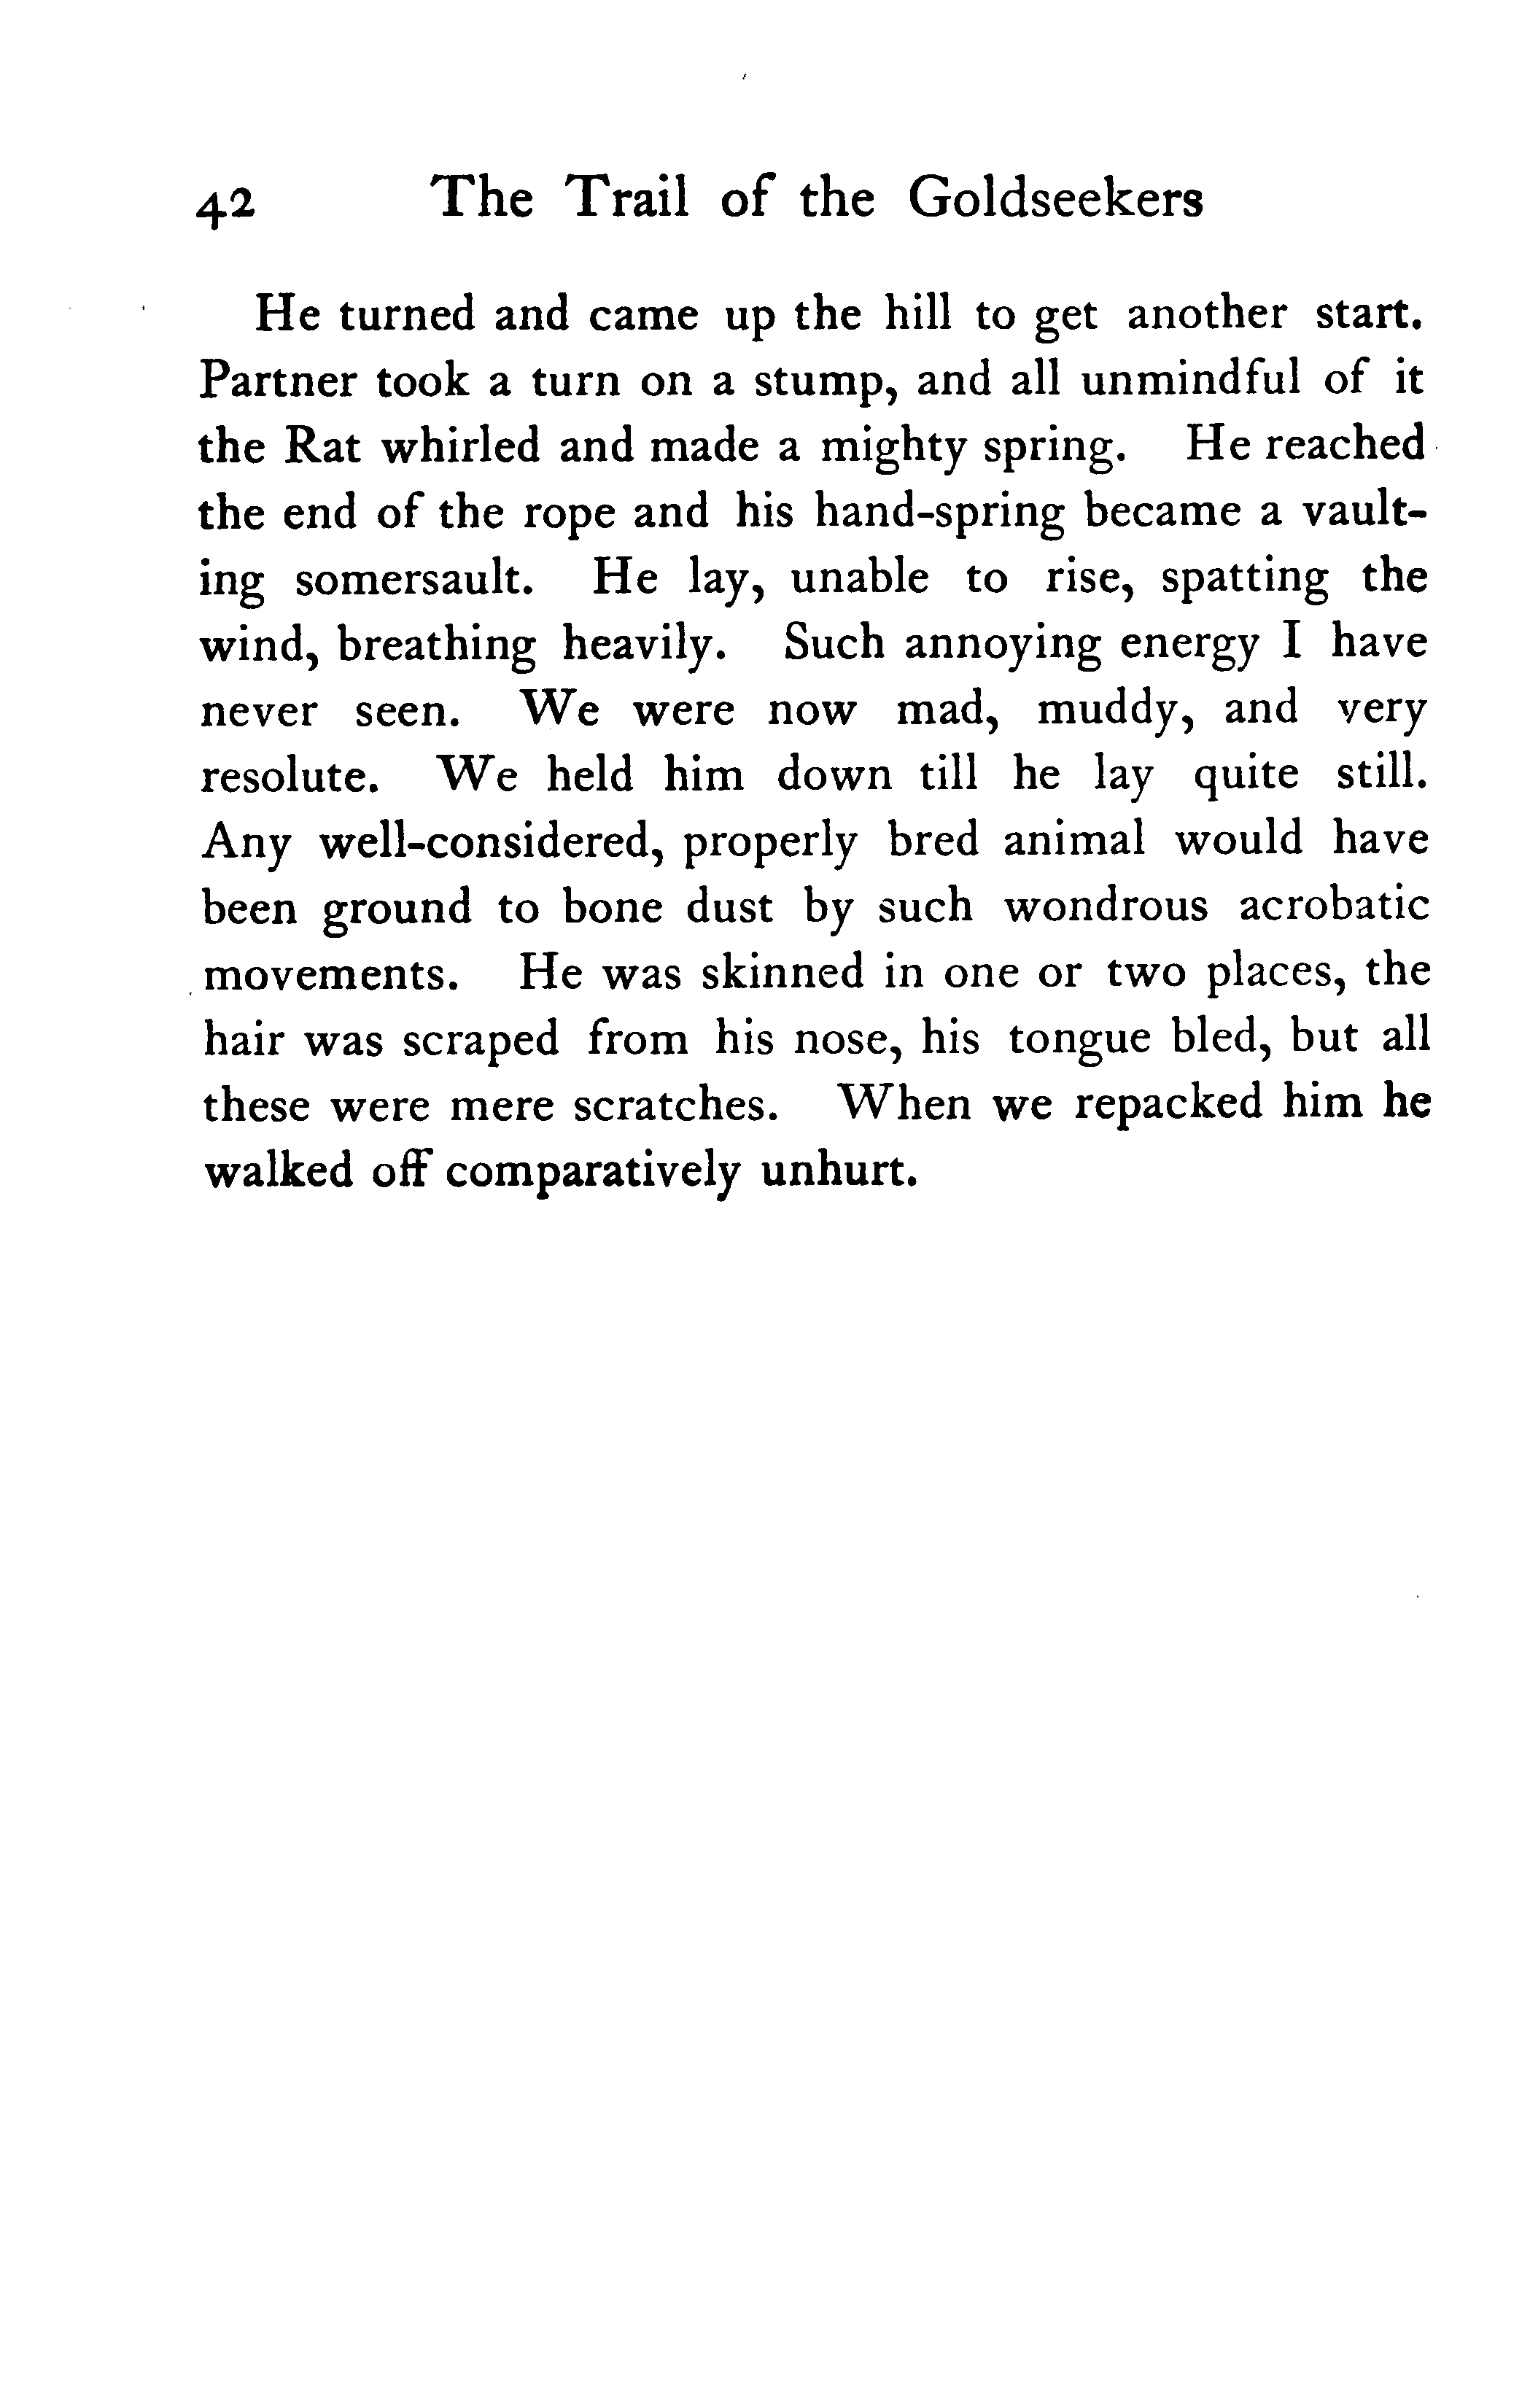 42 The Trail of the Goldseekers
He turned and came up the hill to get another start.
Partner took a turn on a stump, and all unmindful of it
the Rat whirled and made a mighty spring. He reached
the end of the rope and his hand-spring became a vault-
ing somersault. He lay, unable to rise, spatting the
wind, breathing heavily. Such annoying energy I have
never seen. We were now mad, muddy, and very
resolute. We held him down till he lay quite still.
Any well-considered, properly bred animal would have
been ground to bone dust by such wondrous acrobatic
movements. He was skinned in one or two places, the
hair was scraped from his nose, his tongue bled, but all
these were mere scratches. When we repacked him he
walked off comparatively unhurt.